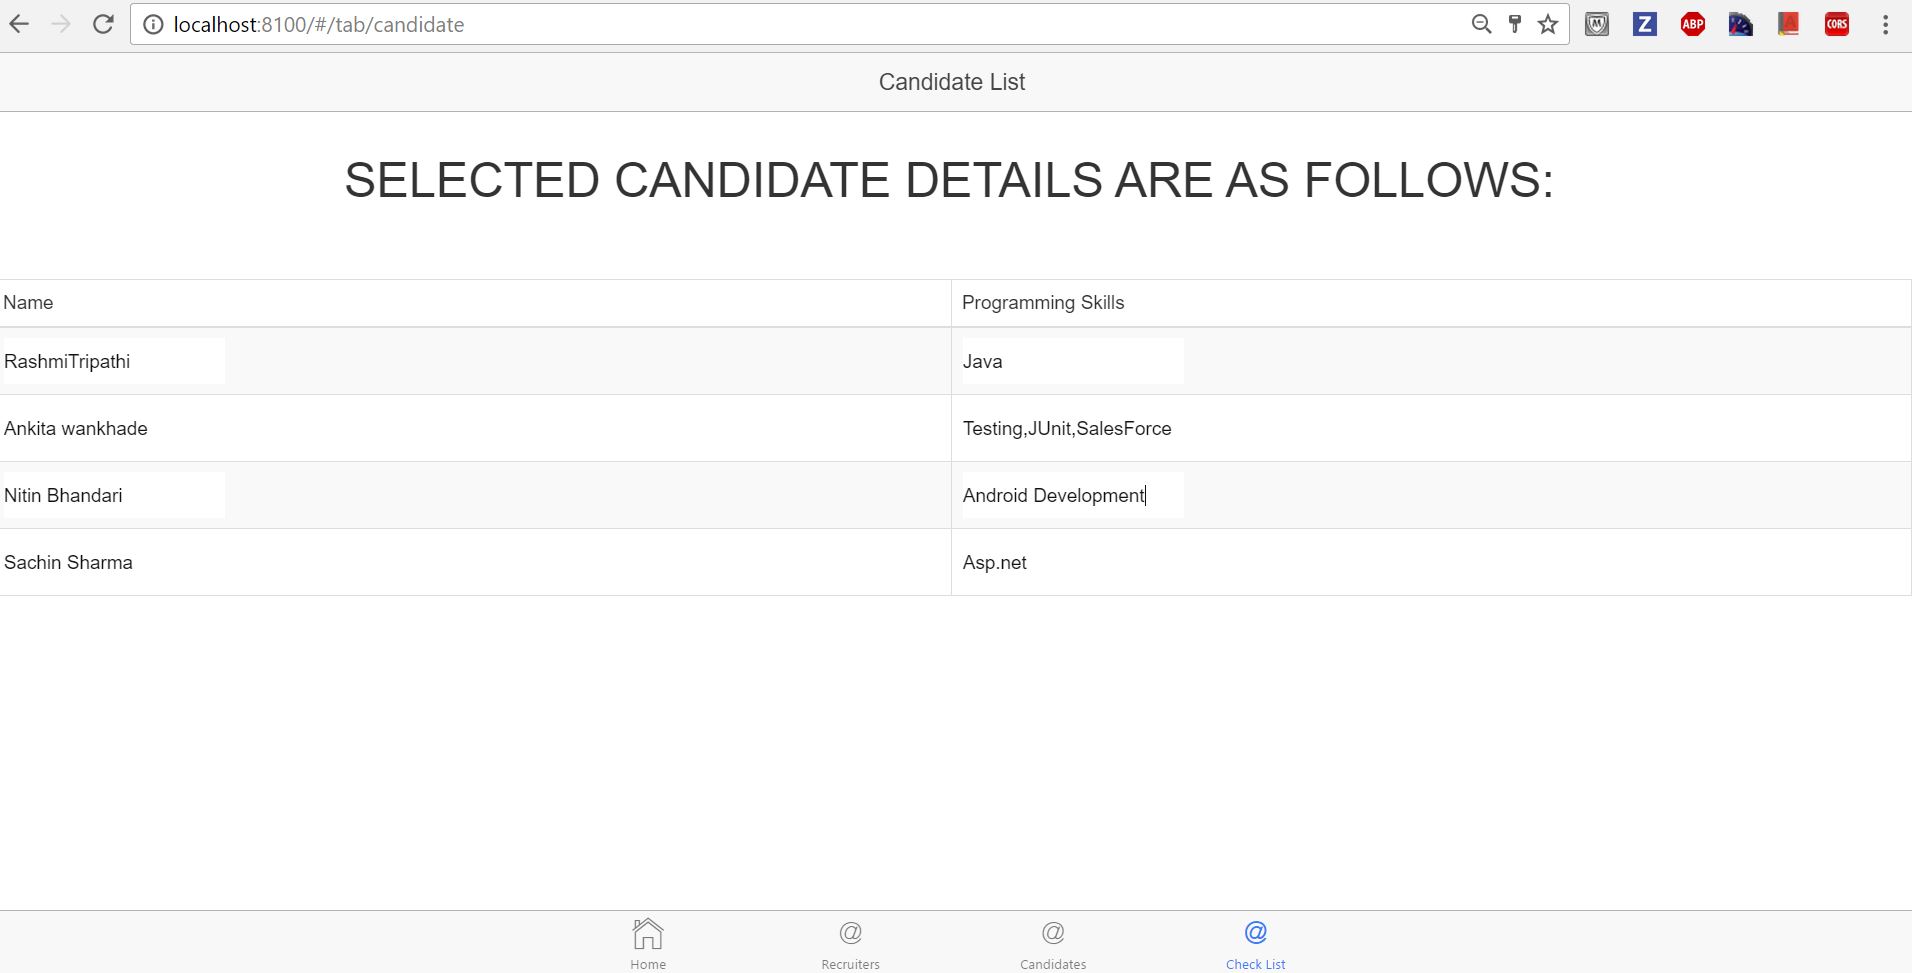 localhost:8100/#/tab/candidate
Z ABP CORS
Candidate List
SELECTED CANDIDATE DETAILS ARE AS FOLLOWS:
Name Programming Skills
RashmiTripathi Java
Ankita wankhade Testing,JUnit,SalesForce
Nitin Bhandari Android Development
Sachin Sharma Asp.net
@ @ @
Home Recruiters Candidates Check List